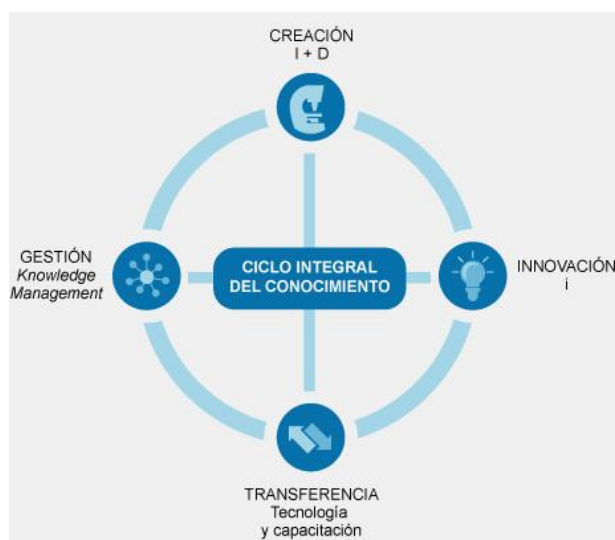 CREACIÓN
I + D
GESTIÓN
Knowledge
Management
CICLO INTEGRAL
DEL CONOCIMIENTO
INNOVACIÓN
i
TRANSFERENCIA
Tecnología
y capacitación